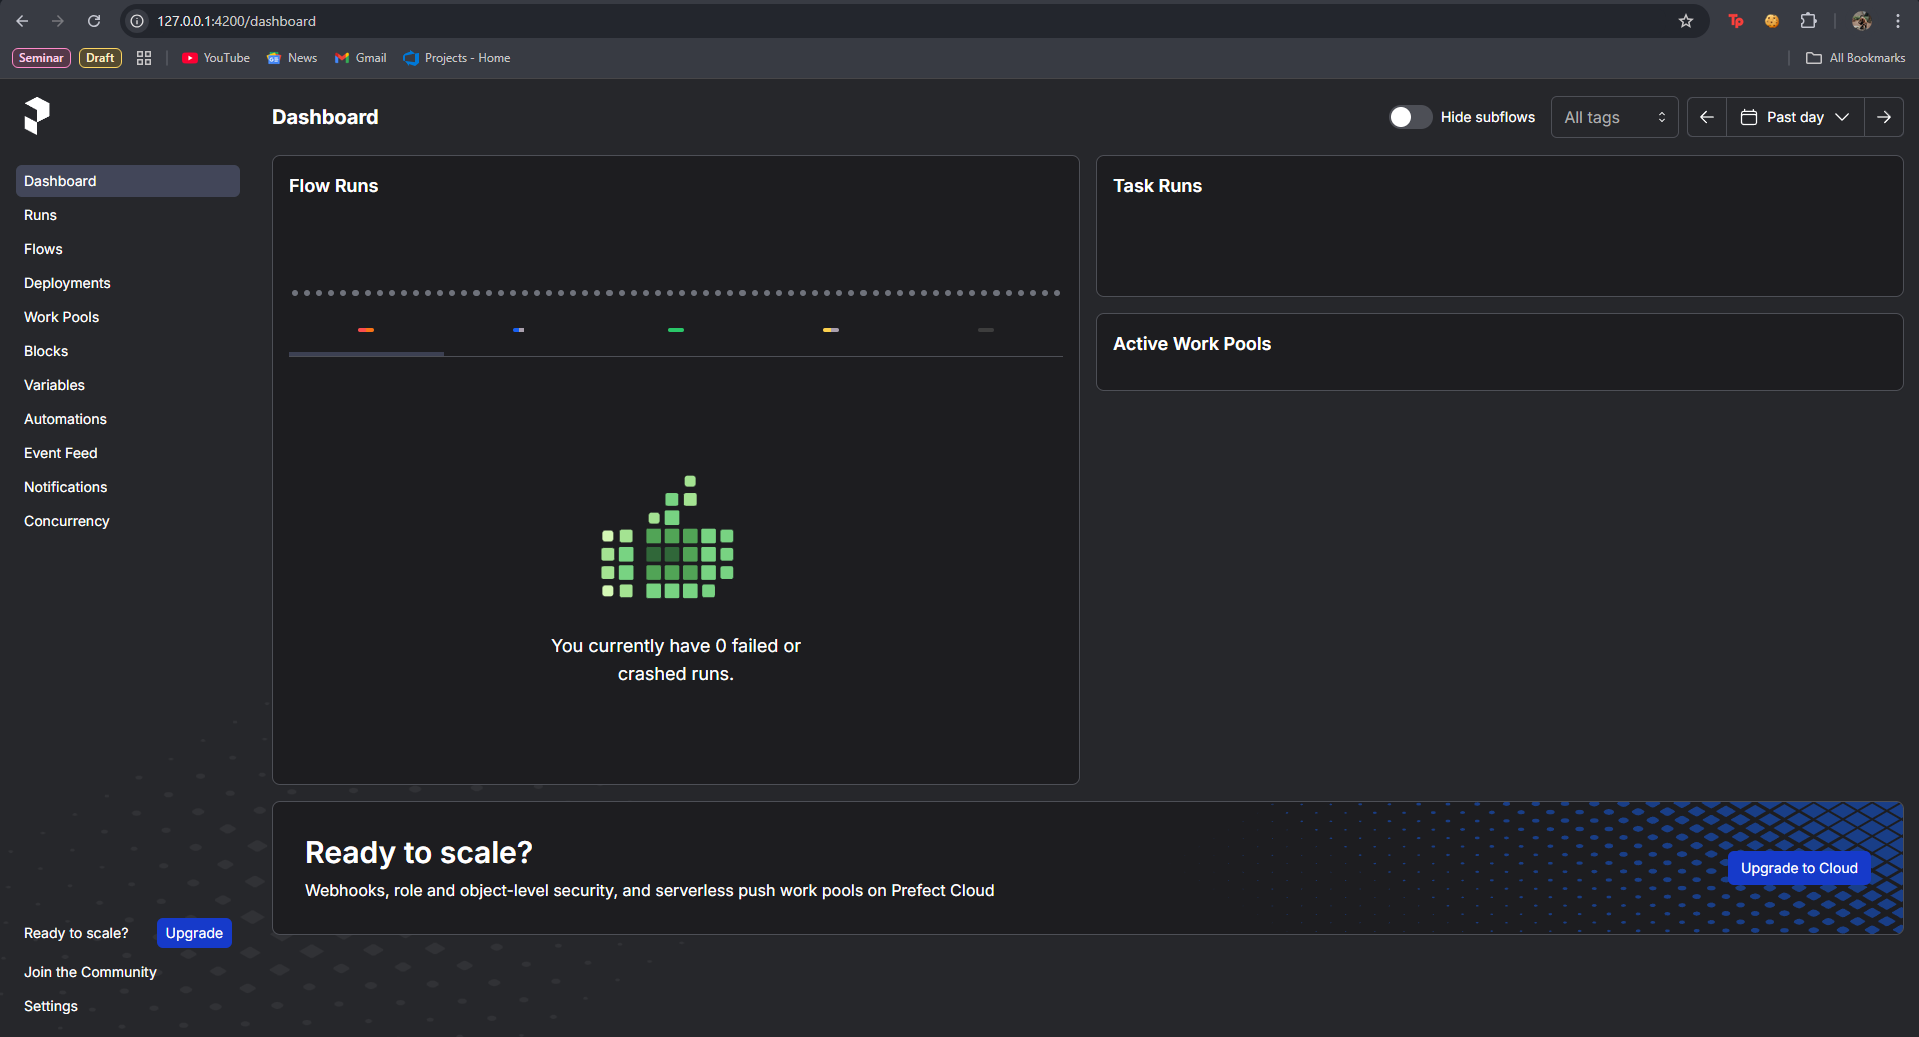 127.0.0.1:4200/dashboard
Tp
Seminar
Draft
YouTube
News
Gmail
Projects - Home
All Bookmarks
Dashboard
Runs
Flows
Deployments
Work Pools
Blocks
Variables
Automations
Event Feed
Notifications
Concurrency
Ready to scale?
Upgrade
Join the Community
Settings
Dashboard
Hide subflows
All tags
Past day
Flow Runs
You currently have 0 failed or
crashed runs.
Task Runs
Active Work Pools
Ready to scale?
Webhooks, role and object-level security, and serverless push work pools on Prefect Cloud
Upgrade to Cloud